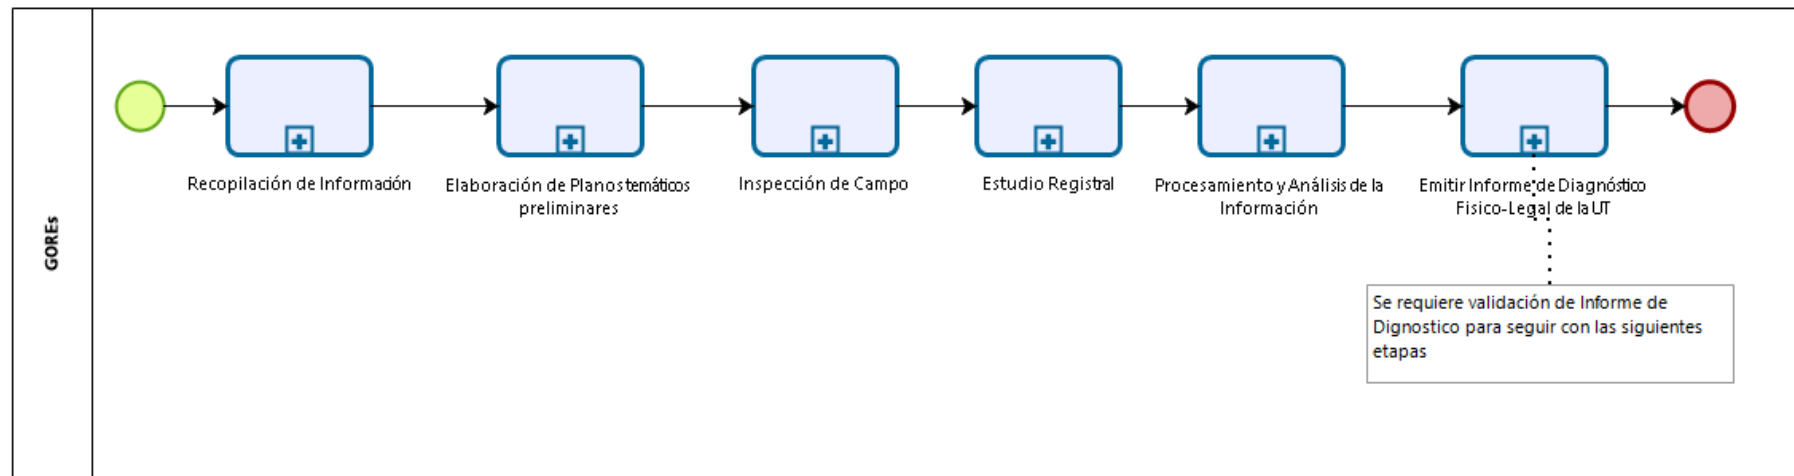 GOREs
Recopilación de Información
Elaboración de Planos temáticos
preliminares
Inspección de Campo
Estudio Registral
Procesamiento y Análisis de la
Información
Emitir Informe de Diagnóstico
Fisico-Legal de la UT
Se requiere validación de Informe de
Dignostico para seguir con las siguientes
etapas